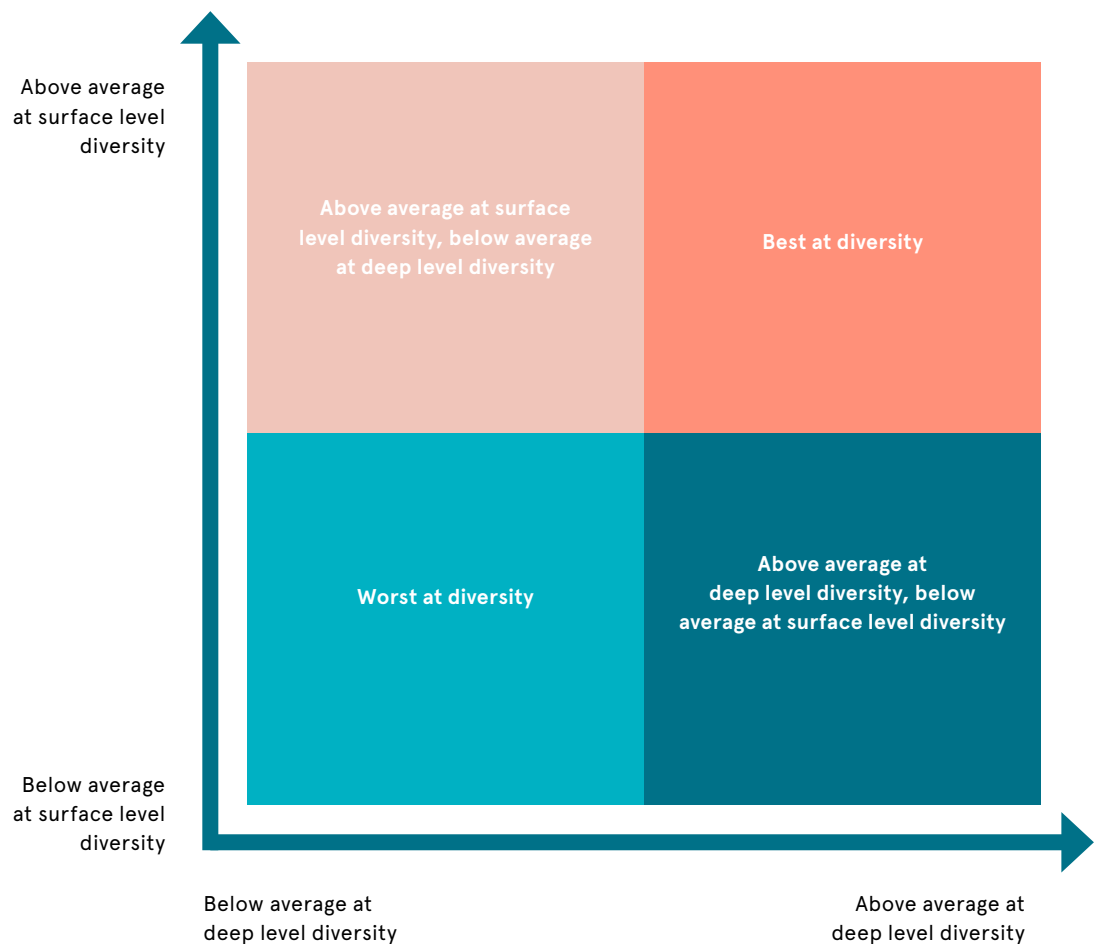 Above average
at surface level
diversity
Above average at surface
level diversity, below average
at deep level diversity
Best at diversity
Worst at diversity
Above average at
deep level diversity, below
average at surface level diversity
Below average
at surface level
diversity
Below average at
deep level diversity
Above average at
deep level diversity